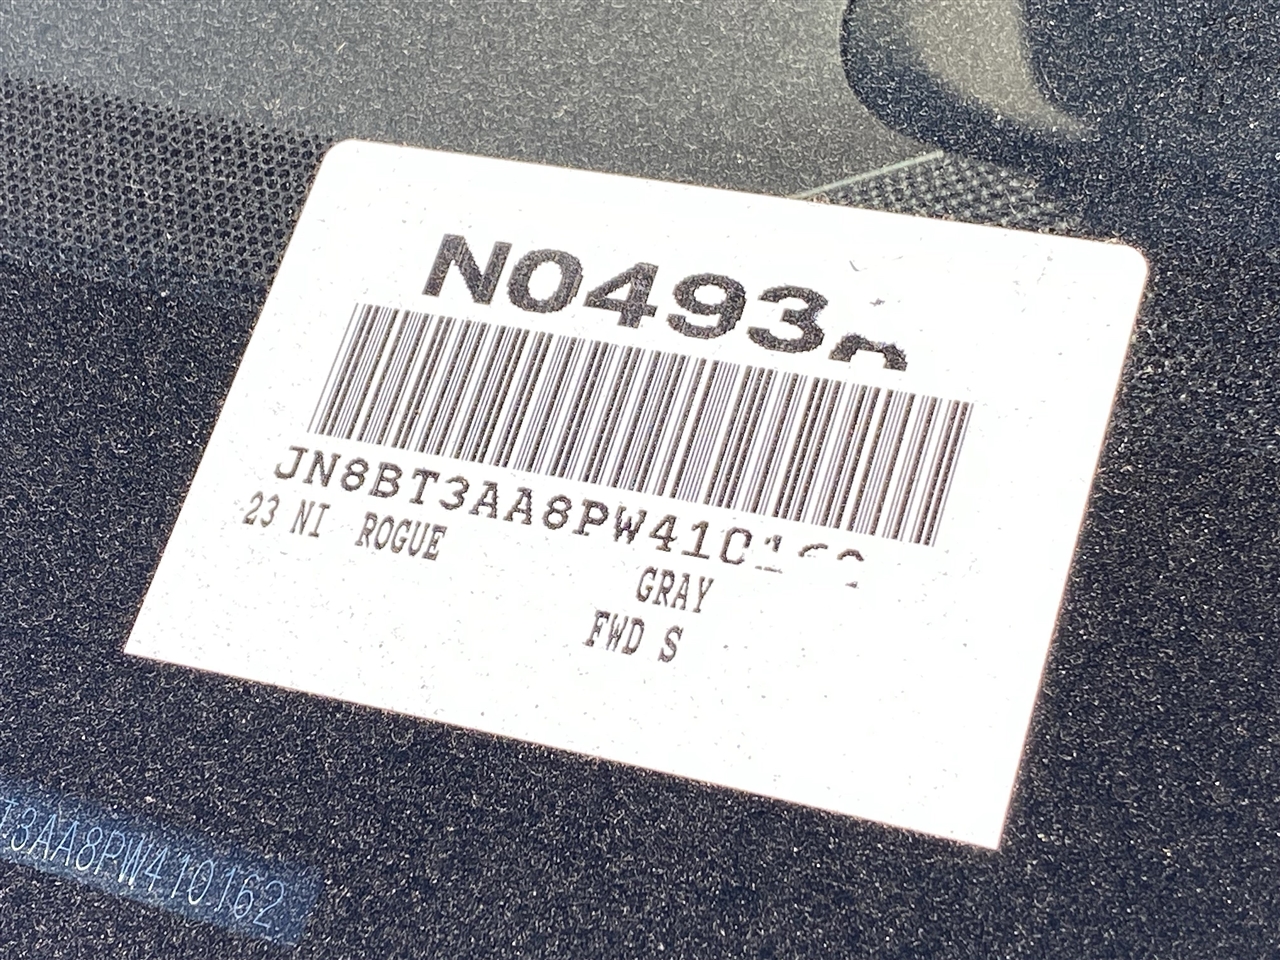 N0493
JN8BT3AA8PW410162
23 NI ROGUE
GRAY
FWD S
T3AA8PW410162